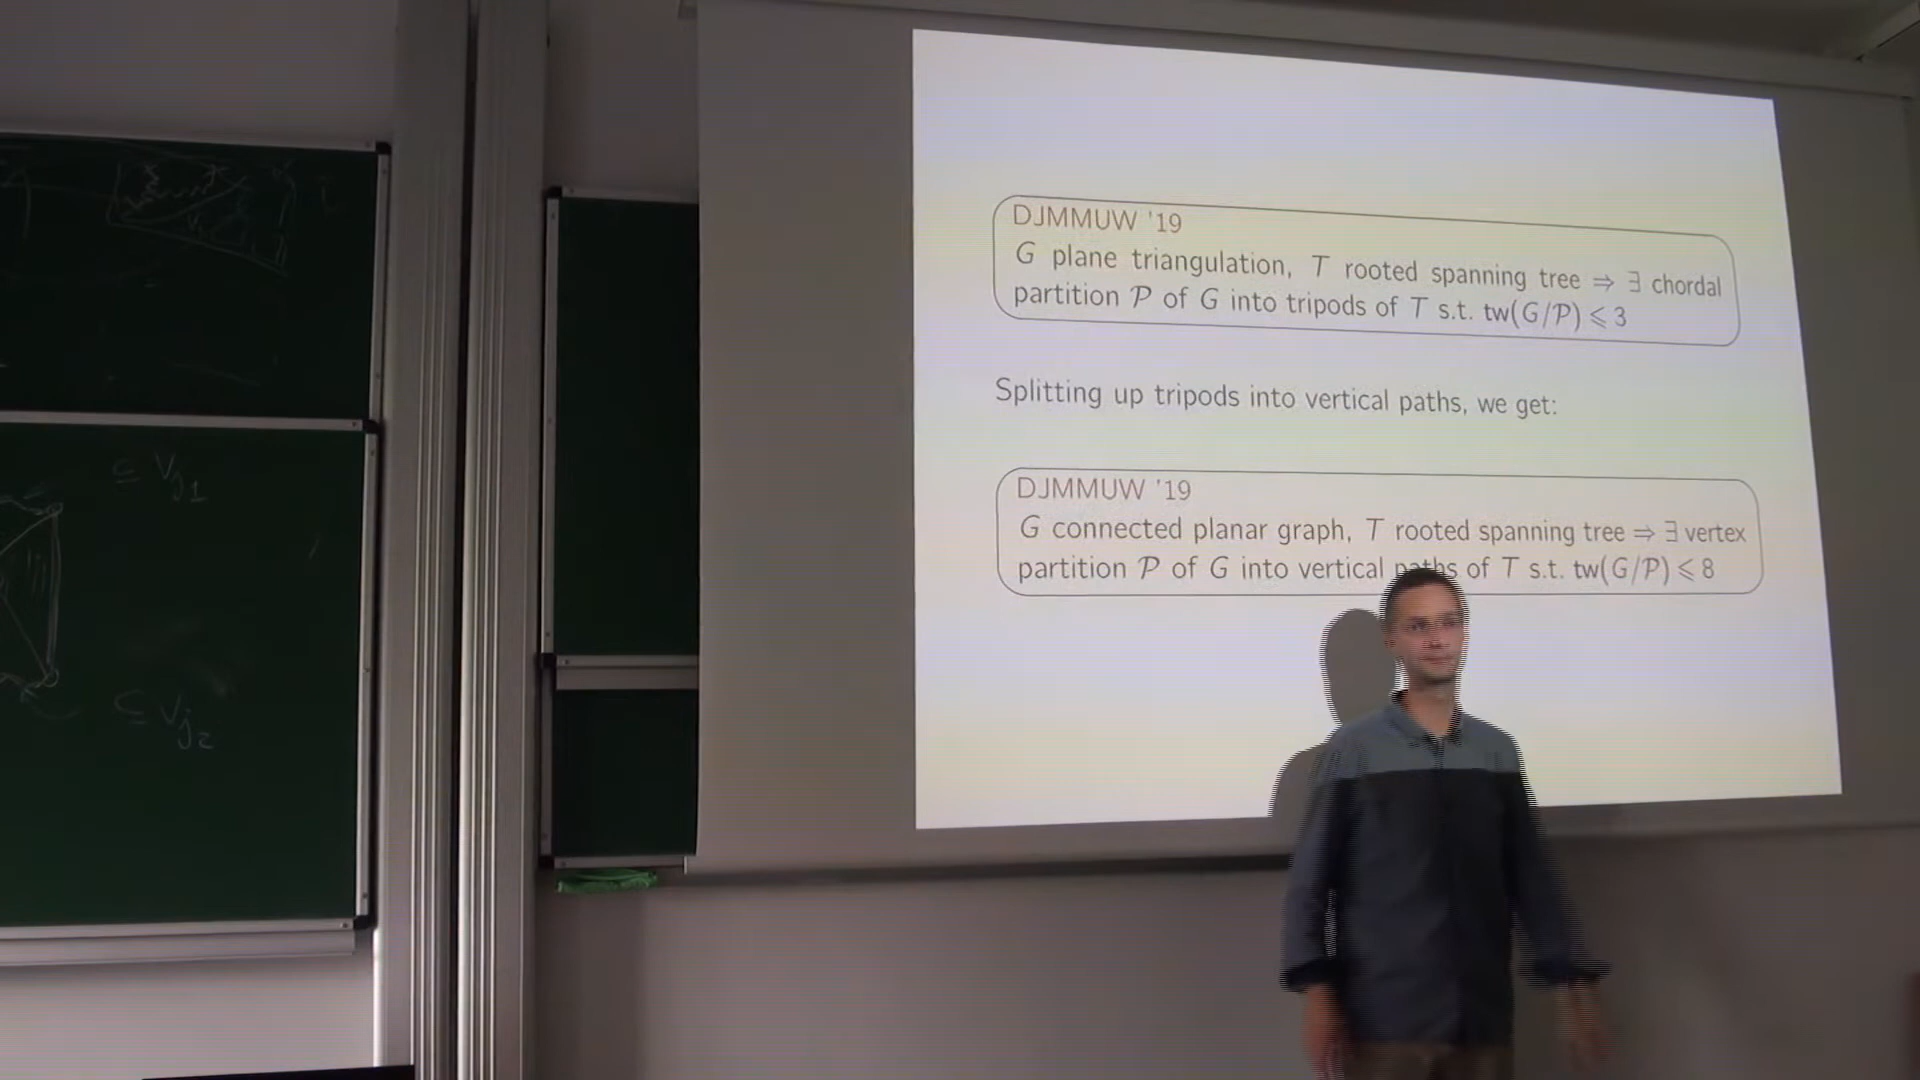 DJMMUW '19
G plane triangulation, T rooted spanning tree ⇒ ∃ chordal
partition P of G into tripods of T s.t. tw(G/P) ⩽ 3
Splitting up tripods into vertical paths, we get:
DJMMUW '19
G connected planar graph, T rooted spanning tree ⇒ ∃ vertex
partition P of G into vertical paths of T s.t. tw(G/P) ⩽ 8
⊆ V_{j_1}
⊆ V_{j_2}